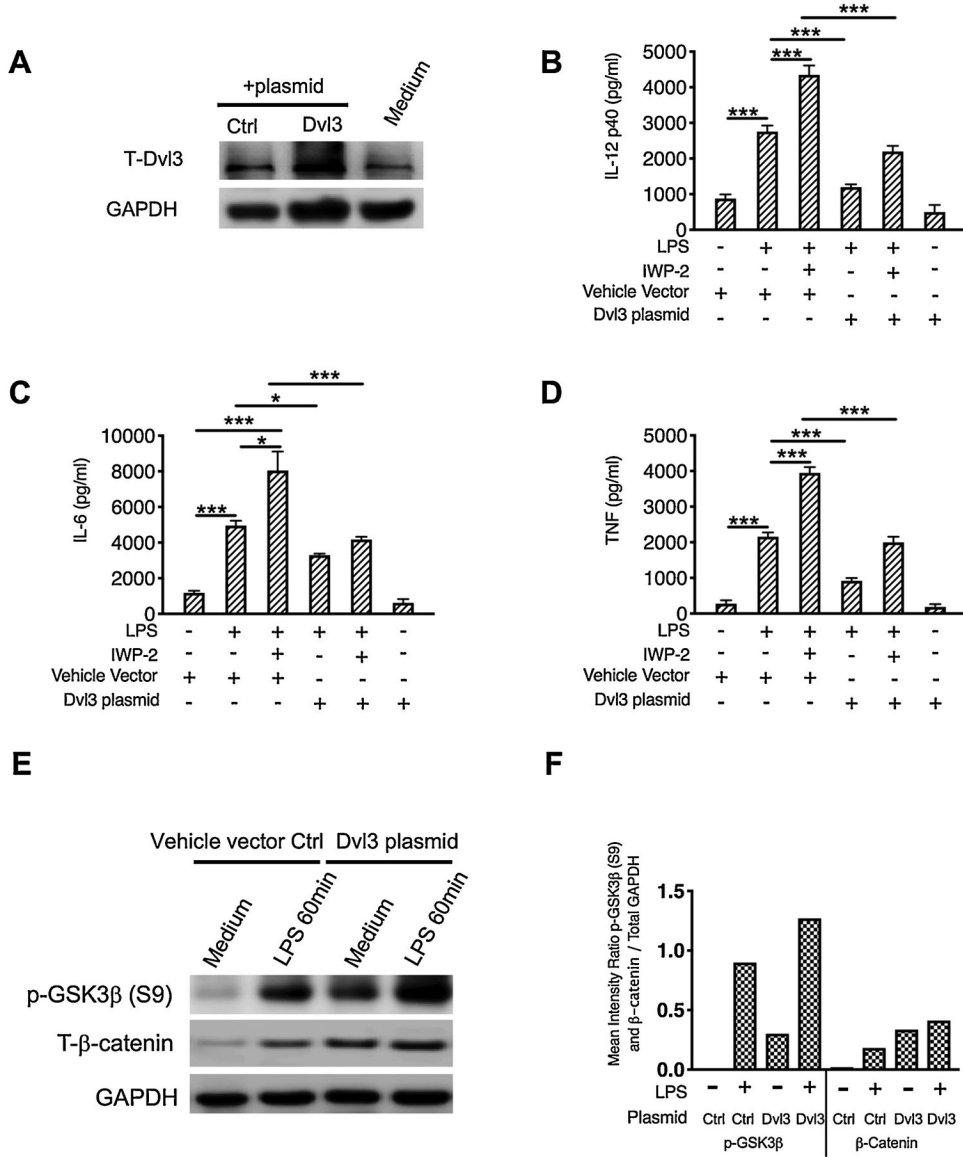 A
+plasmid
Ctrl Dvl3 Medium
T-Dvl3
GAPDH
B
*** *** *** ***
IL-12 p40 (pg/ml)
5000
4000
3000
2000
1000
0
LPS - + + + + -
IWP-2 - - + - + -
Vehicle Vector + + + - - -
Dvl3 plasmid - - - + + +
C
***
*
***
*
***
IL-6 (pg/ml)
10000
8000
6000
4000
2000
0
LPS - + + + + -
IWP-2 - - + - + -
Vehicle Vector + + + - - -
Dvl3 plasmid - - - + + +
D
***
***
***
***
TNF (pg/ml)
5000
4000
3000
2000
1000
0
LPS - + + + + -
IWP-2 - - + - + -
Vehicle Vector + + + - - -
Dvl3 plasmid - - - + + +
E
Vehicle vector Ctrl Dvl3 plasmid
Medium LPS 60min Medium LPS 60min
p-GSK3β (S9)
T-β-catenin
GAPDH
F
Mean Intensity Ratio p-GSK3β (S9)
and β-catenin / Total GAPDH
1.5
1.0
0.5
0.0
LPS - + - + - + - +
Plasmid Ctrl Ctrl Dvl3 Dvl3 Ctrl Ctrl Dvl3 Dvl3
p-GSK3β β-Catenin